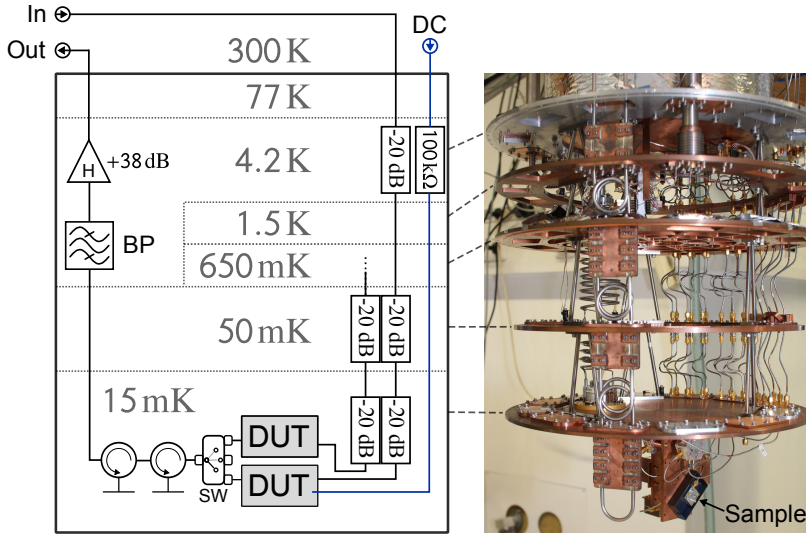 In
Out
DC
300 K
77 K
+38 dB
H
4.2 K
-20 dB
100 kΩ
1.5 K
BP
650 mK
50 mK
-20 dB
-20 dB
15 mK
-20 dB
-20 dB
DUT
DUT
SW
Sample